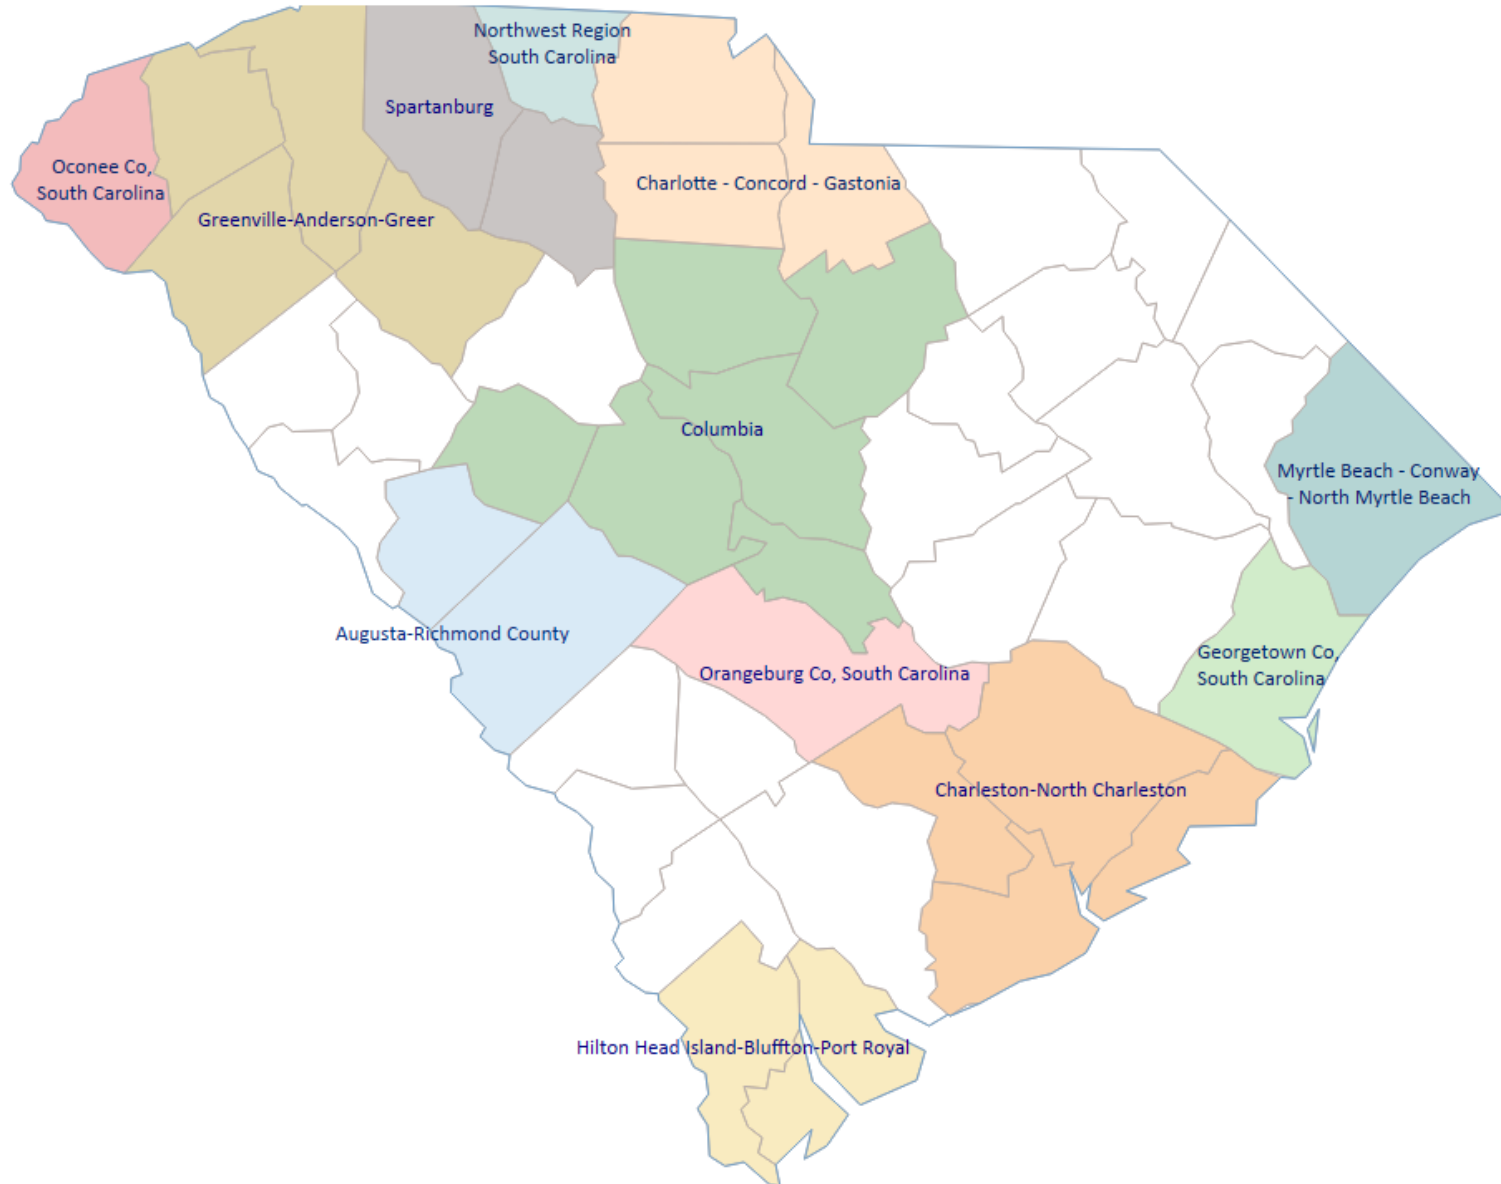 Northwest Region
South Carolina
Spartanburg
Oconee Co,
South Carolina
Charlotte - Concord - Gastonia
Greenville-Anderson-Greer
Columbia
Myrtle Beach - Conway
- North Myrtle Beach
Augusta-Richmond County
Georgetown Co,
South Carolina
Orangeburg Co, South Carolina
Charleston-North Charleston
Hilton Head Island-Bluffton-Port Royal